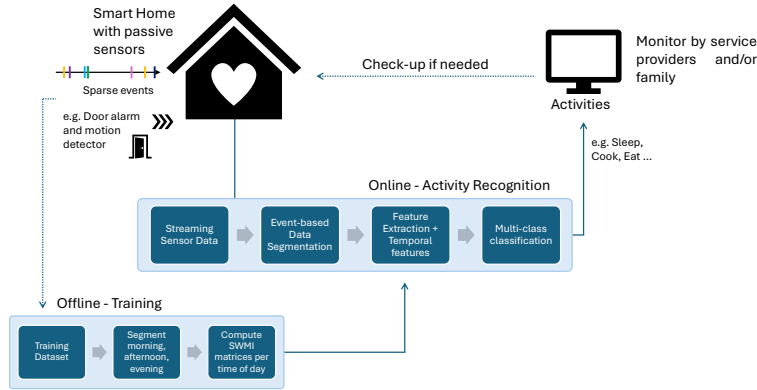 Smart Home
with passive
sensors
Sparse events
e.g. Door alarm
and motion
detector
Check-up if needed
Activities
Monitor by service
providers and/or
family
e.g. Sleep,
Cook, Eat ...
Online - Activity Recognition
Streaming
Sensor Data
Event-based
Data
Segmentation
Feature
Extraction +
Temporal
features
Multi-class
classification
Offline - Training
Training
Dataset
Segment
morning,
afternoon,
evening
Compute
SWMI
matrices per
time of day